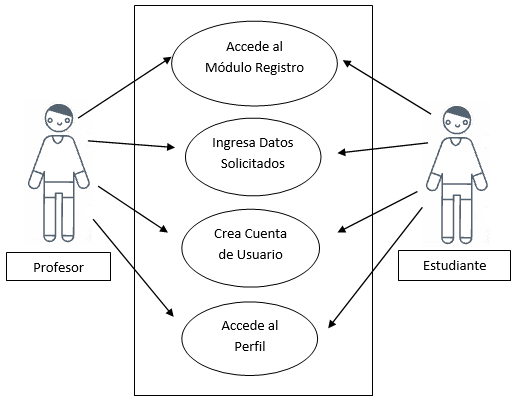 Accede al
Módulo Registro
Ingresa Datos
Solicitados
Crea Cuenta
de Usuario
Profesor
Estudiante
Accede al
Perfil